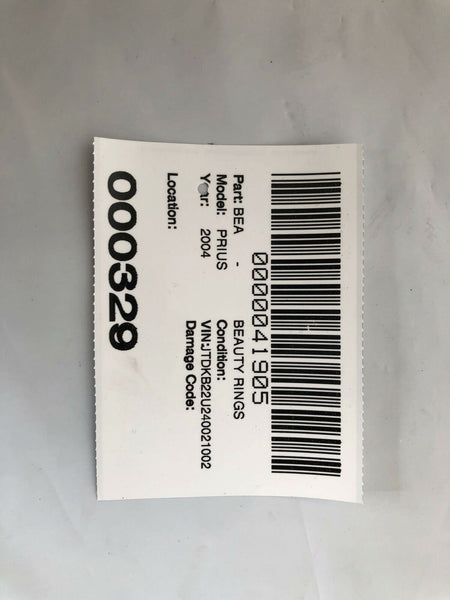 0000041905
Part: BEA - BEAUTY RINGS
Model: PRIUS Condition:
Year: 2004 VIN:JTDKB22U240021002
Damage Code:
Location:
000329